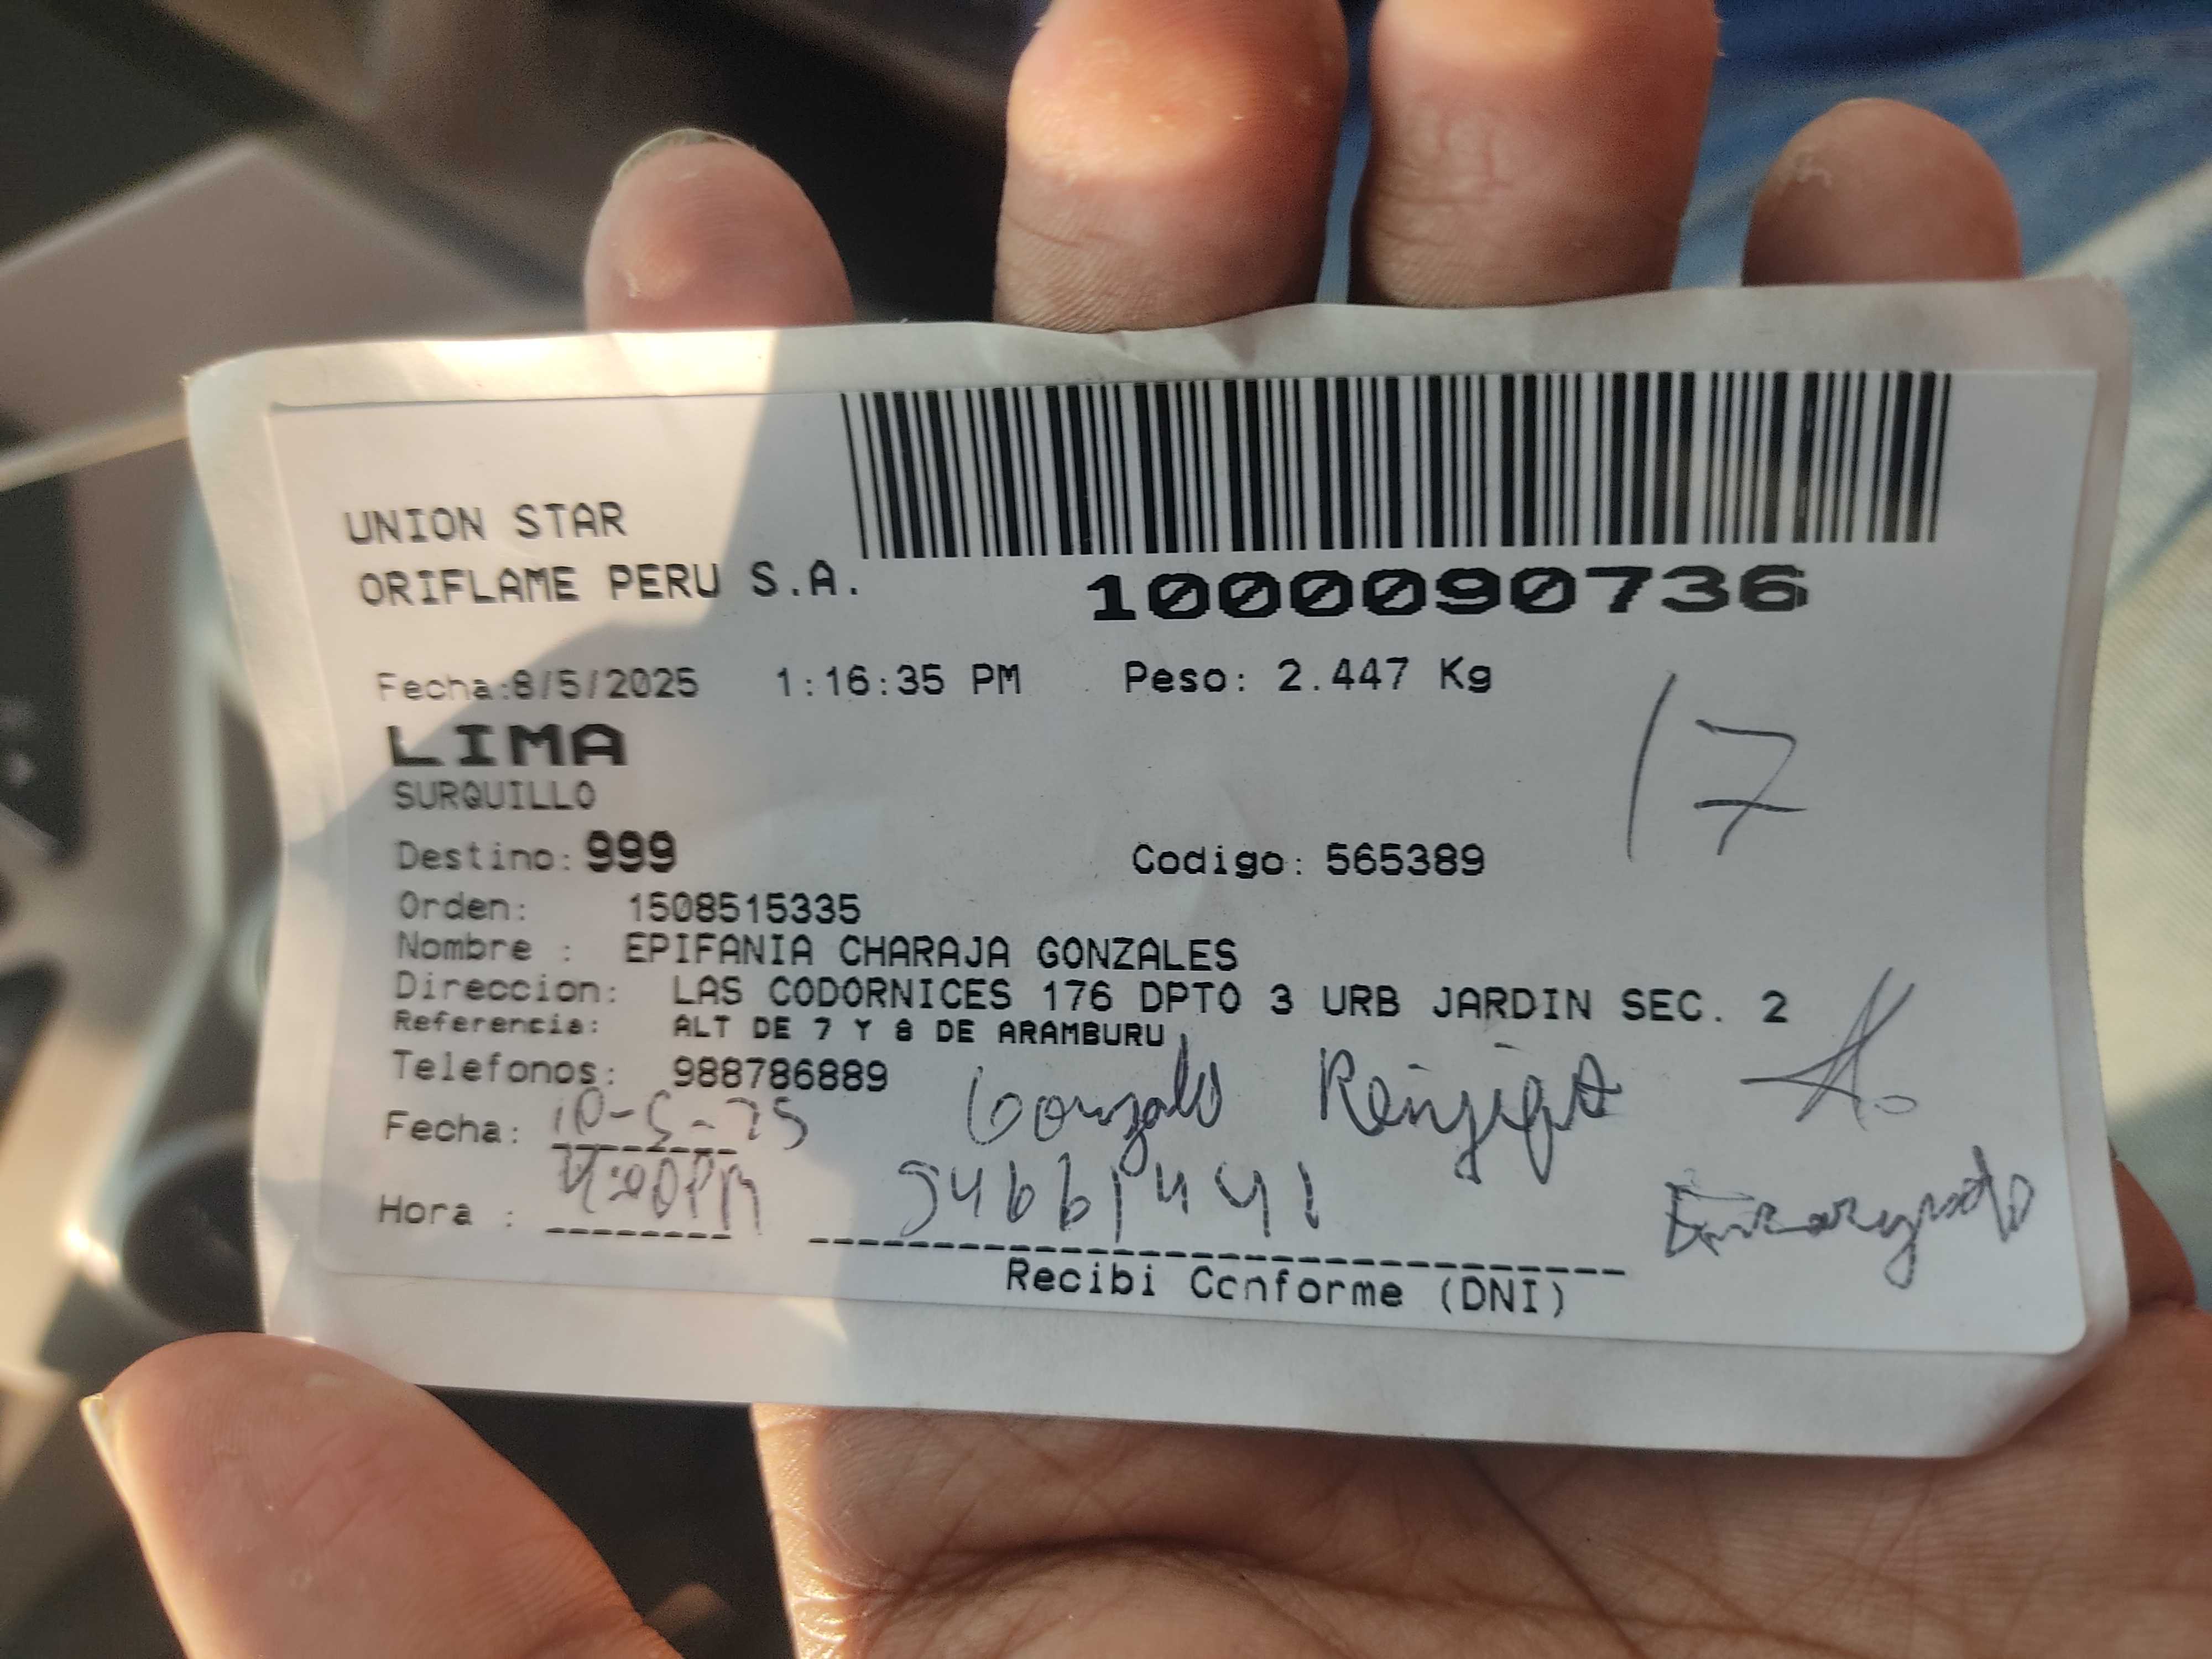 UNION STAR
ORIFLAME PERU S.A.
1000090736
Fecha:8/5/2025 1:16:35 PM Peso: 2.447 Kg
LIMA
17
SURQUILLO
Destino: 999 Codigo: 565389
Orden: 1508515335
Nombre : EPIFANIA CHARAJA GONZALES
Direccion: LAS CODORNICES 176 DPTO 3 URB JARDIN SEC. 2
Referencia: ALT DE 7 Y 8 DE ARAMBURU
Telefonos: 988786889
Gonzalo
Fecha: 10-5-25
Hora : 4:20PM
Recibi Conforme (DNI)